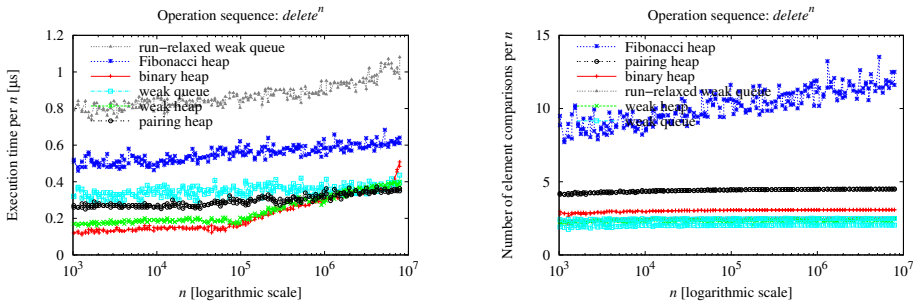 Operation sequence: delete^n
Execution time per n [µs]
1.2
1
0.8
0.6
0.4
0.2
0
run−relaxed weak queue
Fibonacci heap
binary heap
weak queue
weak heap
pairing heap
10^3
10^4
10^5
10^6
10^7
n [logarithmic scale]
Operation sequence: delete^n
Number of element comparisons per n
15
10
5
0
Fibonacci heap
pairing heap
binary heap
run−relaxed weak queue
weak heap
weak queue
10^3
10^4
10^5
10^6
10^7
n [logarithmic scale]